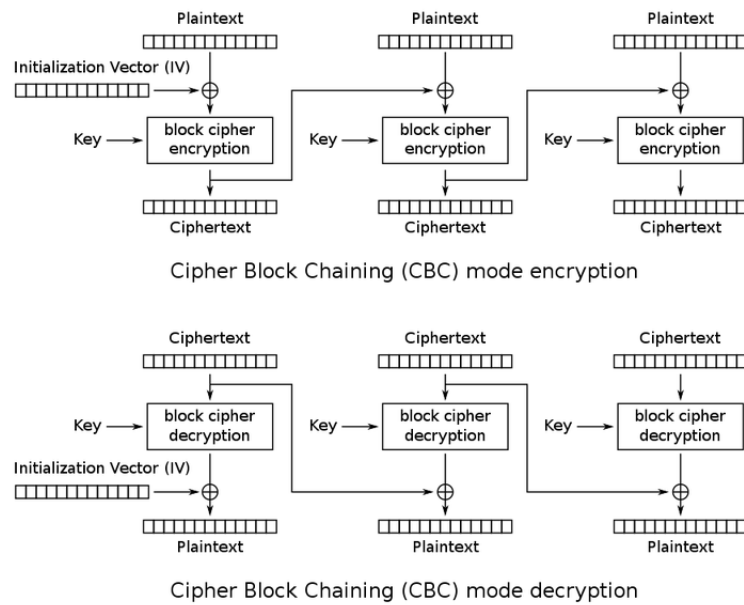 Plaintext Plaintext Plaintext
Initialization Vector (IV)
Key block cipher encryption Key block cipher encryption Key block cipher encryption
Ciphertext Ciphertext Ciphertext
Cipher Block Chaining (CBC) mode encryption
Ciphertext Ciphertext Ciphertext
Key block cipher decryption Key block cipher decryption Key block cipher decryption
Initialization Vector (IV)
Plaintext Plaintext Plaintext
Cipher Block Chaining (CBC) mode decryption